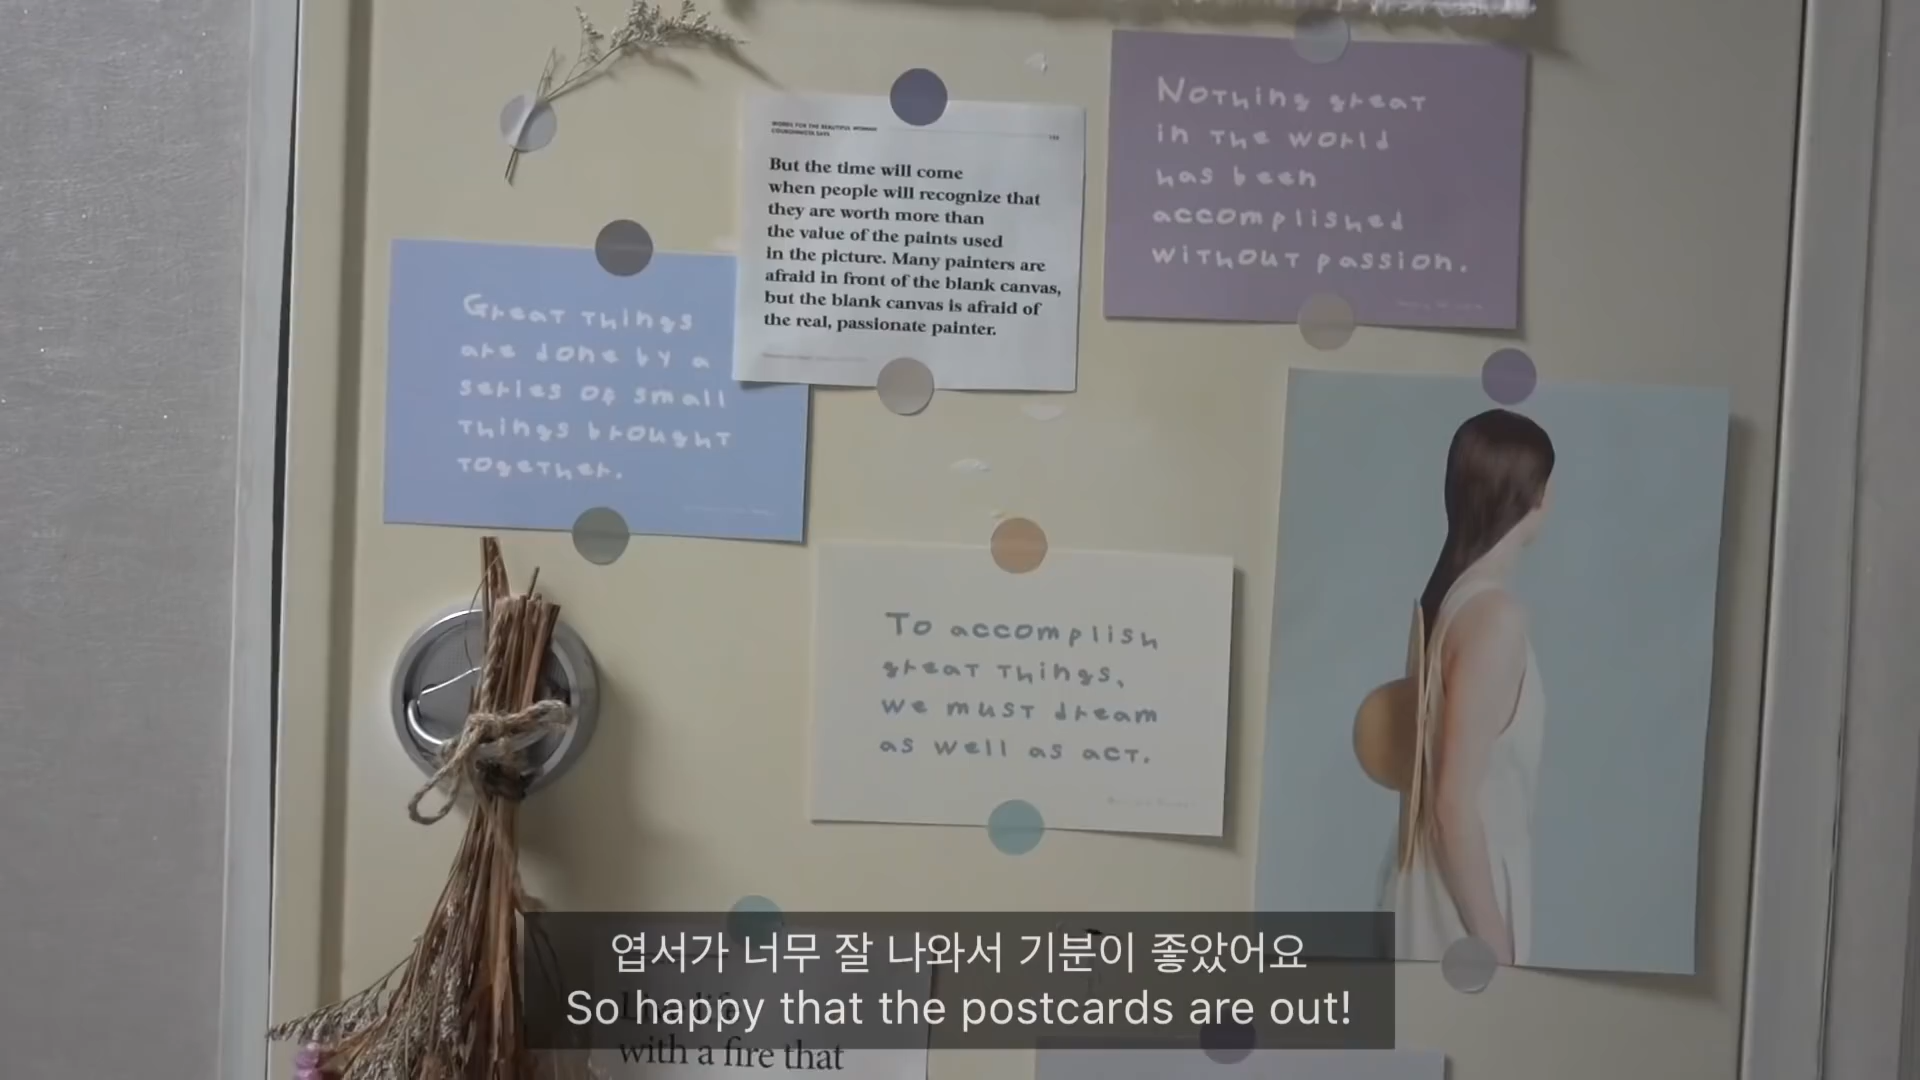 Nothing great
in the world
has been
accomplished
without passion.
WORDS FOR THE BEAUTIFUL WOMAN
But the time will come
when people will recognize that
they are worth more than
the value of the paints used
in the picture. Many painters are
afraid in front of the blank canvas,
but the blank canvas is afraid of
the real, passionate painter.
Great things
are done by a
series of small
things brought
together.
To accomplish
great things,
we must dream
as well as act.
엽서가 너무 잘 나와서 기분이 좋았어요
So happy that the postcards are out!
with a fire that